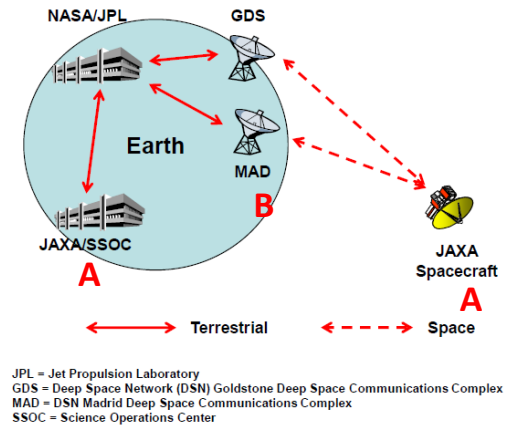 NASA/JPL
GDS
Earth
MAD
B
JAXA/SSOC
A
JAXA
Spacecraft
A
Terrestrial
Space
JPL = Jet Propulsion Laboratory
GDS = Deep Space Network (DSN) Goldstone Deep Space Communications Complex
MAD = DSN Madrid Deep Space Communications Complex
SSOC = Science Operations Center